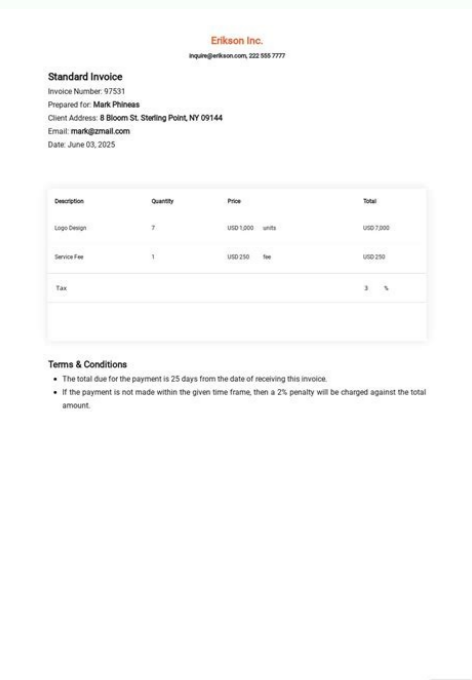 Erikson Inc.
inquire@erikson.com, 222 555 7777
Standard Invoice
Invoice Number: 97531
Prepared for: Mark Phineas
Client Address: 8 Bloom St. Sterling Point, NY 09144
Email: mark@zmail.com
Date: June 03, 2025
Description Quantity Price Total
Logo Design 7 USD 1,000 units USD 7,000
Service Fee 1 USD 250 fee USD 250
Tax 3 %
Terms & Conditions
• The total due for the payment is 25 days from the date of receiving this invoice.
• If the payment is not made within the given time frame, then a 2% penalty will be charged against the total
amount.